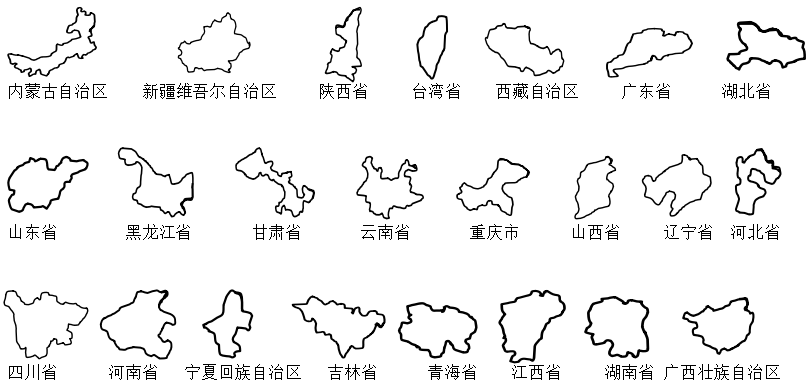 内蒙古自治区 新疆维吾尔自治区 陕西省 台湾省 西藏自治区 广东省 湖北省
山东省 黑龙江省 甘肃省 云南省 重庆市 山西省 辽宁省 河北省
四川省 河南省 宁夏回族自治区 吉林省 青海省 江西省 湖南省 广西壮族自治区